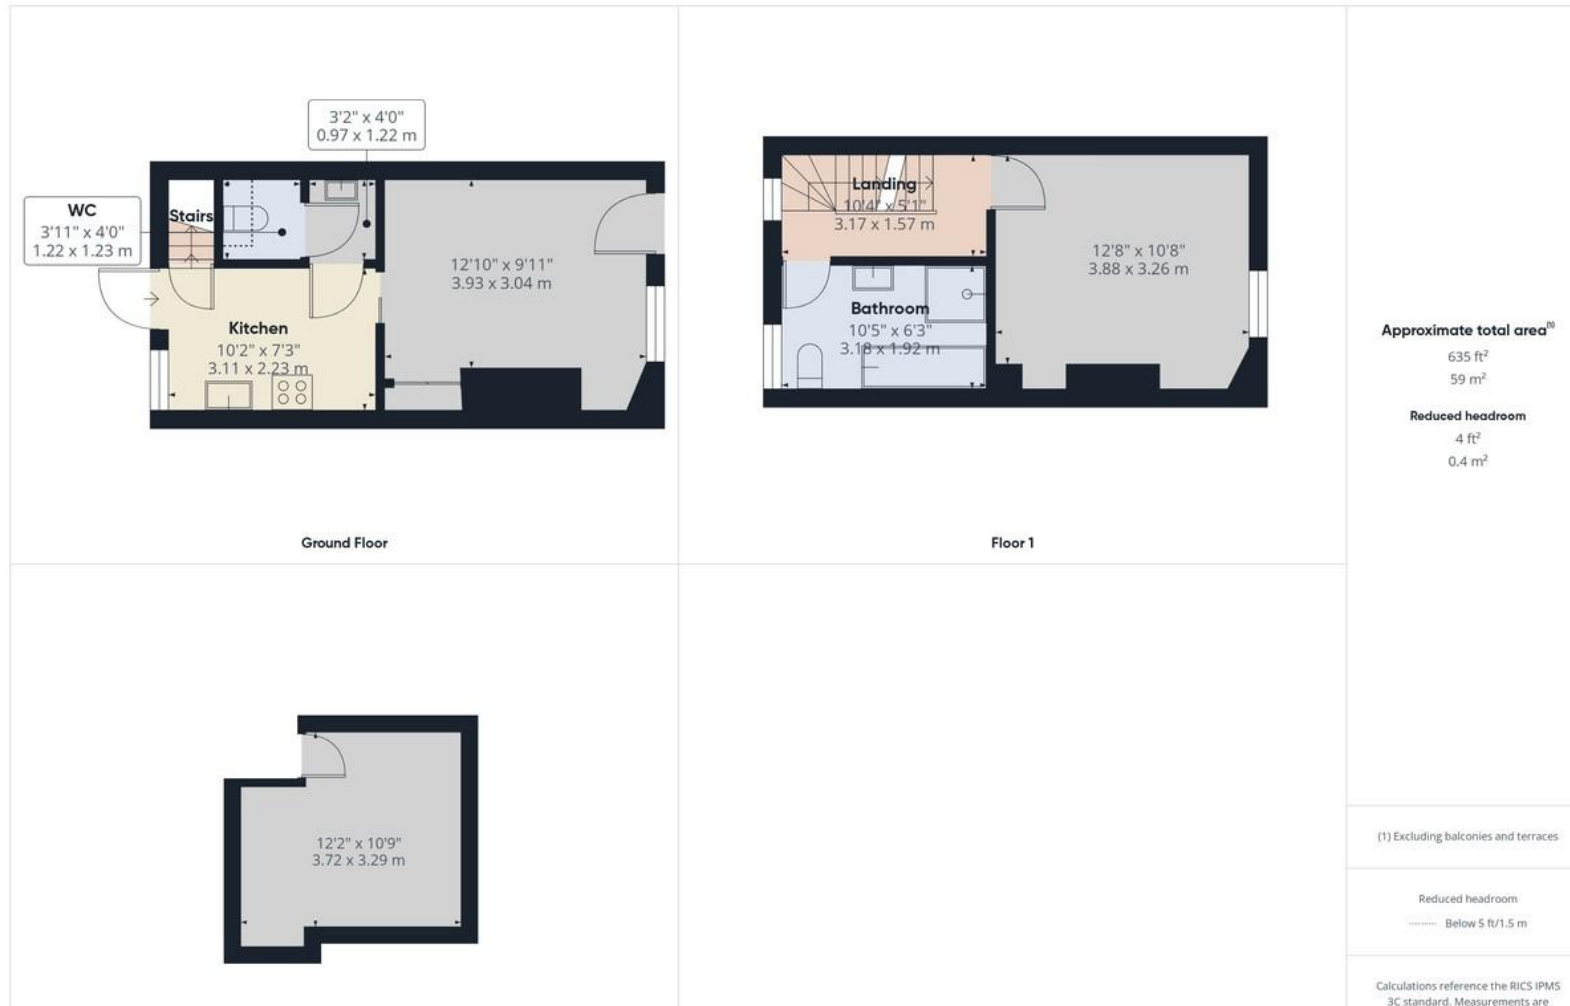 3'2" x 4'0"
0.97 x 1.22 m
WC
3'11" x 4'0"
1.22 x 1.23 m
Stairs
12'10" x 9'11"
3.93 x 3.04 m
Kitchen
10'2" x 7'3"
3.11 x 2.23 m
Ground Floor
Landing
10'4" x 5'1"
3.17 x 1.57 m
12'8" x 10'8"
3.88 x 3.26 m
Bathroom
10'5" x 6'3"
3.18 x 1.92 m
Floor 1
12'2" x 10'9"
3.72 x 3.29 m
Approximate total area(1)
635 ft²
59 m²
Reduced headroom
4 ft²
0.4 m²
(1) Excluding balconies and terraces
Reduced headroom
Below 5 ft/1.5 m
Calculations reference the RICS IPMS
3C standard. Measurements are